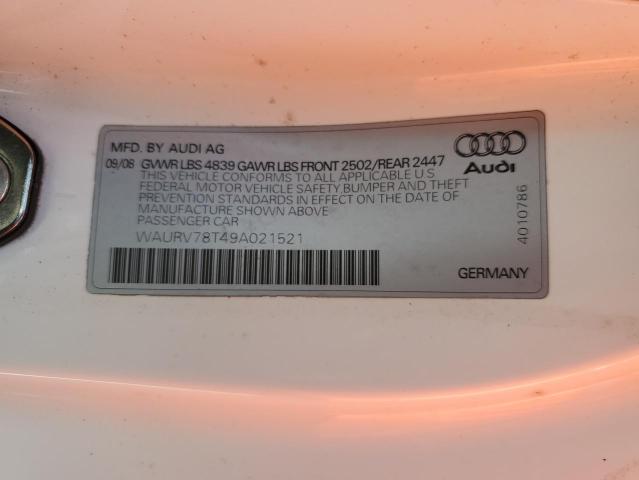 MFD. BY AUDI AG
09/08 GVWR LBS 4839 GAWR LBS FRONT 2502/REAR 2447
THIS VEHICLE CONFORMS TO ALL APPLICABLE U.S
FEDERAL MOTOR VEHICLE SAFETY,BUMPER AND THEFT
PREVENTION STANDARDS IN EFFECT ON THE DATE OF
MANUFACTURE SHOWN ABOVE
PASSENGER CAR
WAURV78T49A021521
Audi
4010786
GERMANY